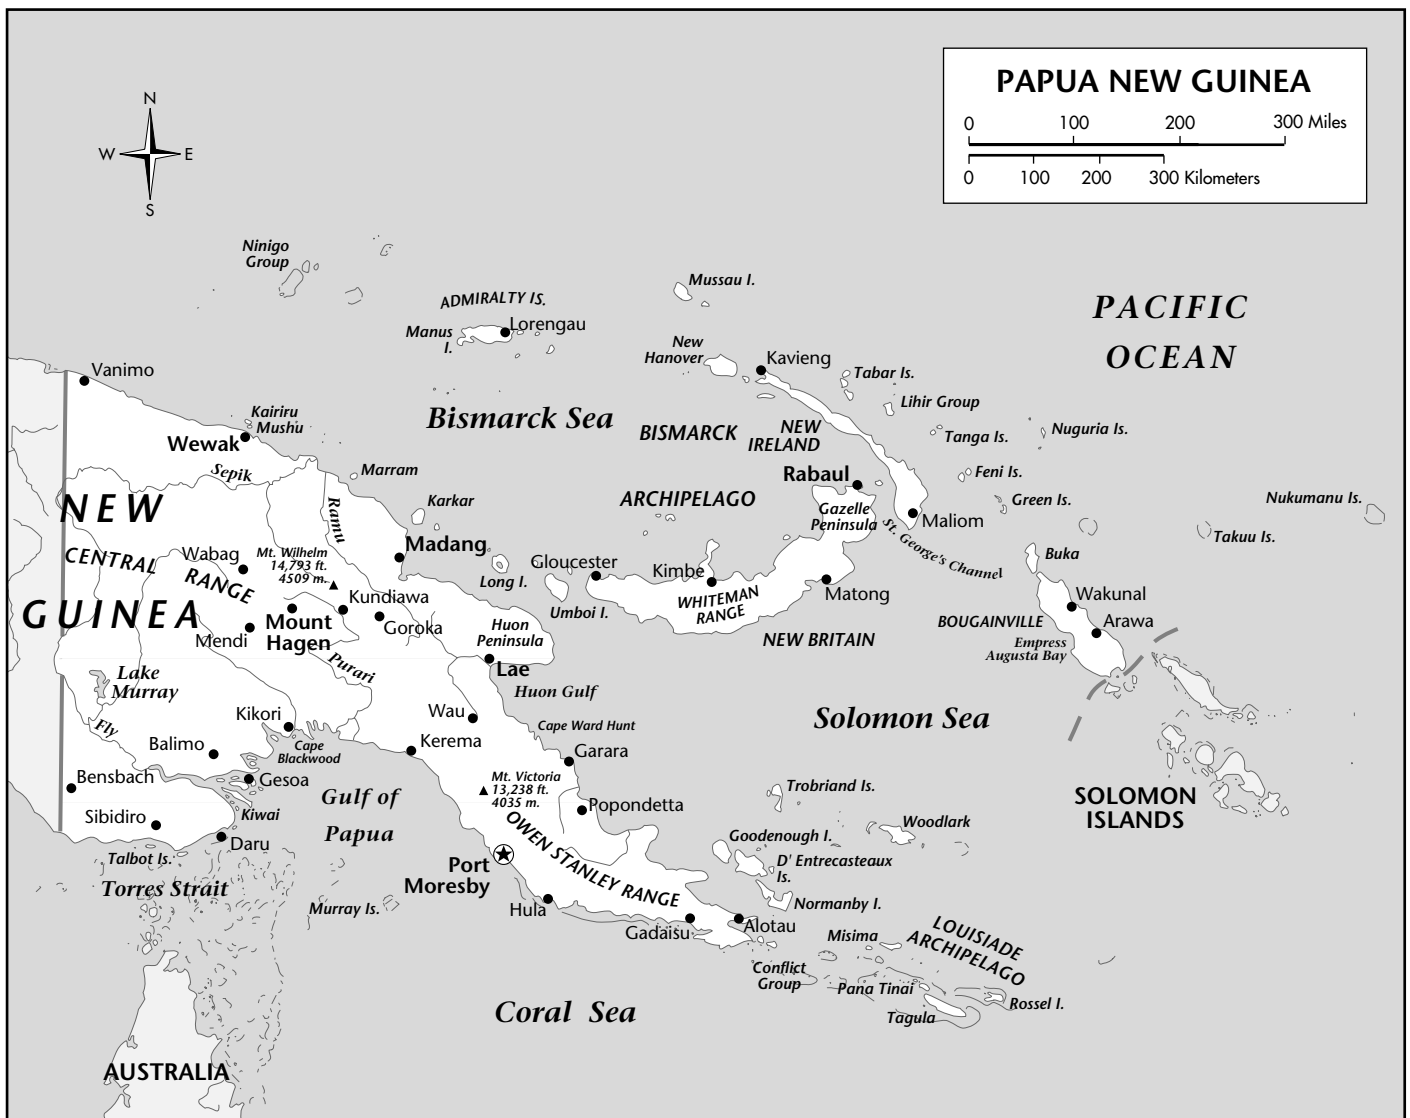 PAPUA NEW GUINEA
0 100 200 300 Miles
0 100 200 300 Kilometers
N
W E
S
Ninigo
Group
ADMIRALTY IS.
Manus
I.
Lorengau
Mussau I.
New
Hanover
Kavieng
PACIFIC
OCEAN
Tabar Is.
Lihir Group
Tanga Is.
Nuguria Is.
Feni Is.
Green Is.
Nukumanu Is.
Takuu Is.
Vanimo
Kairiru
Mushu
Wewak
Sepik
Bismarck Sea
BISMARCK
ARCHIPELAGO
NEW
IRELAND
Rabaul
Gazelle
Peninsula
Maliom
St. George's Channel
Marram
Karkar
Ramu
Madang
NEW
GUINEA
CENTRAL
RANGE
Wabag
Mt. Wilhelm
14,793 ft.
4509 m.
Kundiawa
Mount
Hagen
Goroka
Mendi
Long I.
Gloucester
Umboi I.
Kimbe
WHITEMAN
RANGE
Matong
NEW BRITAIN
Buka
Wakunal
BOUGAINVILLE
Arawa
Empress
Augusta Bay
Huon
Peninsula
Lae
Huon Gulf
Purari
Lake
Murray
Fly
Kikori
Wau
Cape Ward Hunt
Solomon Sea
Balimo
Cape
Blackwood
Kerema
Garara
Bensbach
Gesoa
Mt. Victoria
13,238 ft.
4035 m.
Trobriand Is.
Gulf of
Papua
Popondetta
SOLOMON
ISLANDS
Sibidiro
Kiwai
Daru
Goodenough I.
Woodlark
Talbot Is.
Torres Strait
OWEN STANLEY RANGE
Port
Moresby
D' Entrecasteaux
Is.
Murray Is.
Hula
Normanby I.
Gadaisu
Alotau
Misima
LOUISIADE
ARCHIPELAGO
Conflict
Group
Pana Tinai
Rossel I.
Tagula
Coral Sea
AUSTRALIA